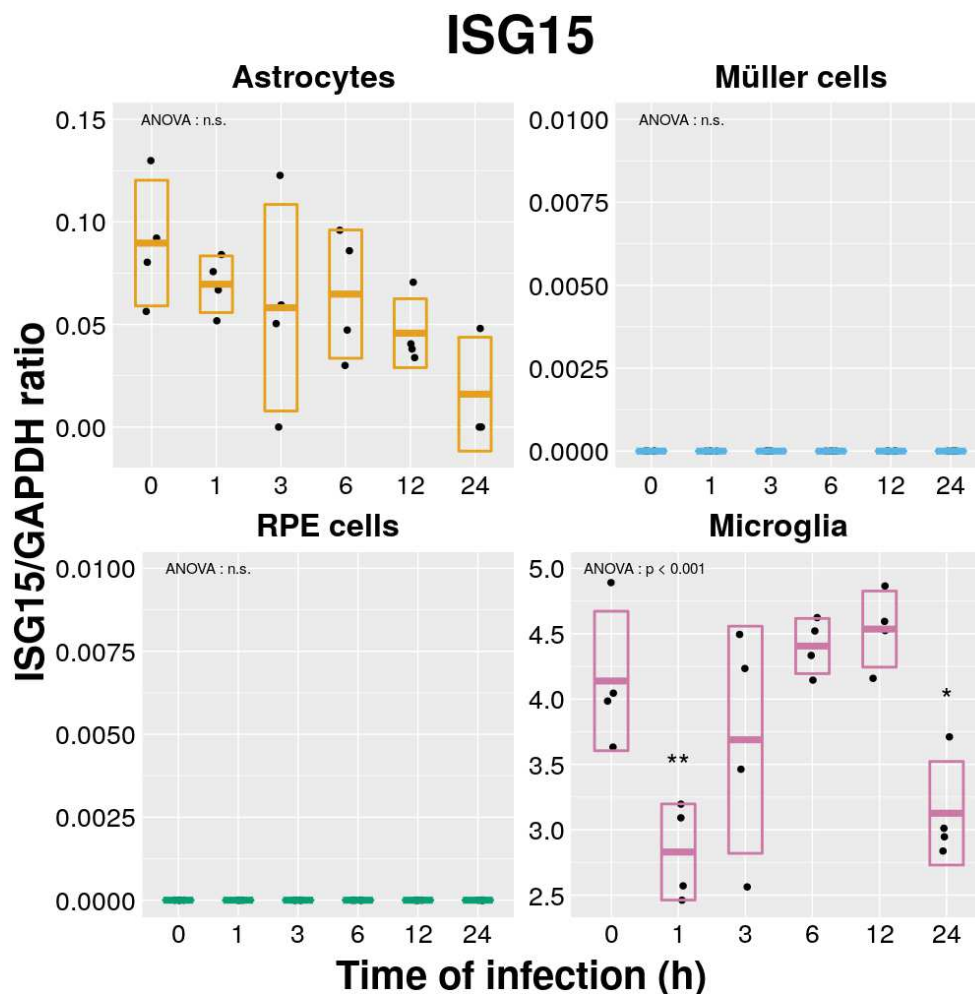 ISG15
Astrocytes
Müller cells
ANOVA : n.s.
0.15
0.10
0.05
0.00
0 1 3 6 12 24
ANOVA : n.s.
0.0100
0.0075
0.0050
0.0025
0.0000
0 1 3 6 12 24
RPE cells
Microglia
ANOVA : n.s.
0.0100
0.0075
0.0050
0.0025
0.0000
0 1 3 6 12 24
ANOVA : p < 0.001
5.0
4.5
4.0
3.5
3.0
2.5
**
*
0 1 3 6 12 24
ISG15/GAPDH ratio
Time of infection (h)